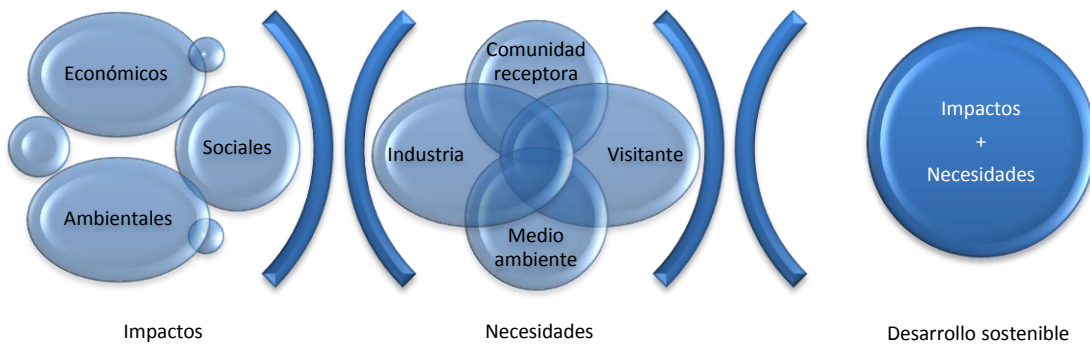 Económicos
Sociales
Ambientales
Impactos
Comunidad
receptora
Industria
Visitante
Medio
ambiente
Necesidades
Impactos
+
Necesidades
Desarrollo sostenible